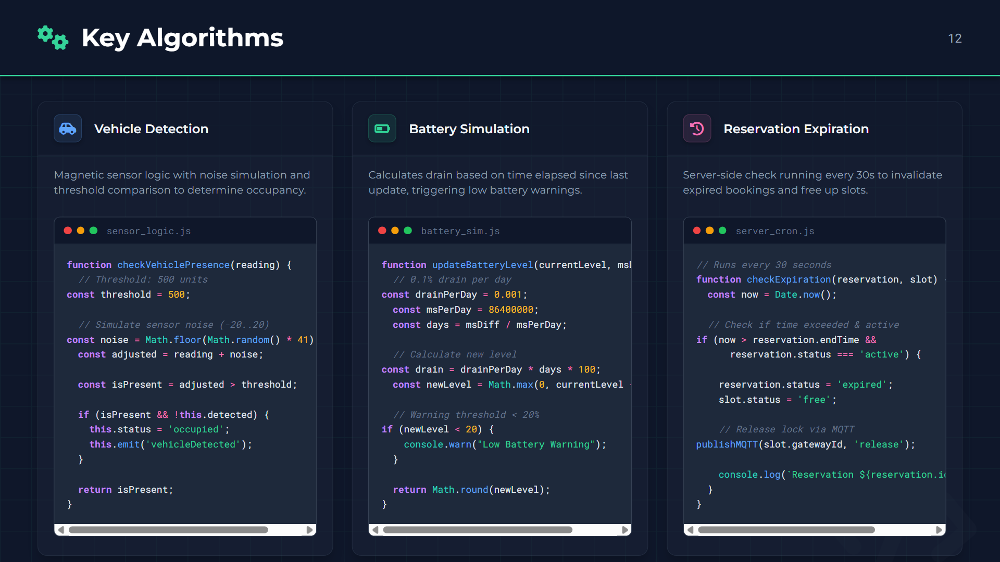 Key Algorithms
12
Vehicle Detection
Magnetic sensor logic with noise simulation and
threshold comparison to determine occupancy.
sensor_logic.js
function checkVehiclePresence(reading) {
  // Threshold: 500 units
const threshold = 500;
  // Simulate sensor noise (-20..20)
const noise = Math.floor(Math.random() * 41)
  const adjusted = reading + noise;
  const isPresent = adjusted > threshold;
  if (isPresent && !this.detected) {
    this.status = 'occupied';
    this.emit('vehicleDetected');
  }
  return isPresent;
}
Battery Simulation
Calculates drain based on time elapsed since last
update, triggering low battery warnings.
battery_sim.js
function updateBatteryLevel(currentLevel, ms
  // 0.1% drain per day
const drainPerDay = 0.001;
  const msPerDay = 86400000;
  const days = msDiff / msPerDay;
  // Calculate new level
const drain = drainPerDay * days * 100;
  const newLevel = Math.max(0, currentLevel
  // Warning threshold < 20%
if (newLevel < 20) {
    console.warn("Low Battery Warning");
  }
  return Math.round(newLevel);
}
Reservation Expiration
Server-side check running every 30s to invalidate
expired bookings and free up slots.
server_cron.js
// Runs every 30 seconds
function checkExpiration(reservation, slot)
  const now = Date.now();
  // Check if time exceeded & active
if (now > reservation.endTime &&
      reservation.status === 'active') {
    reservation.status = 'expired';
    slot.status = 'free';
    // Release lock via MQTT
publishMQTT(slot.gatewayId, 'release');
    console.log(`Reservation ${reservation.i
  }
}